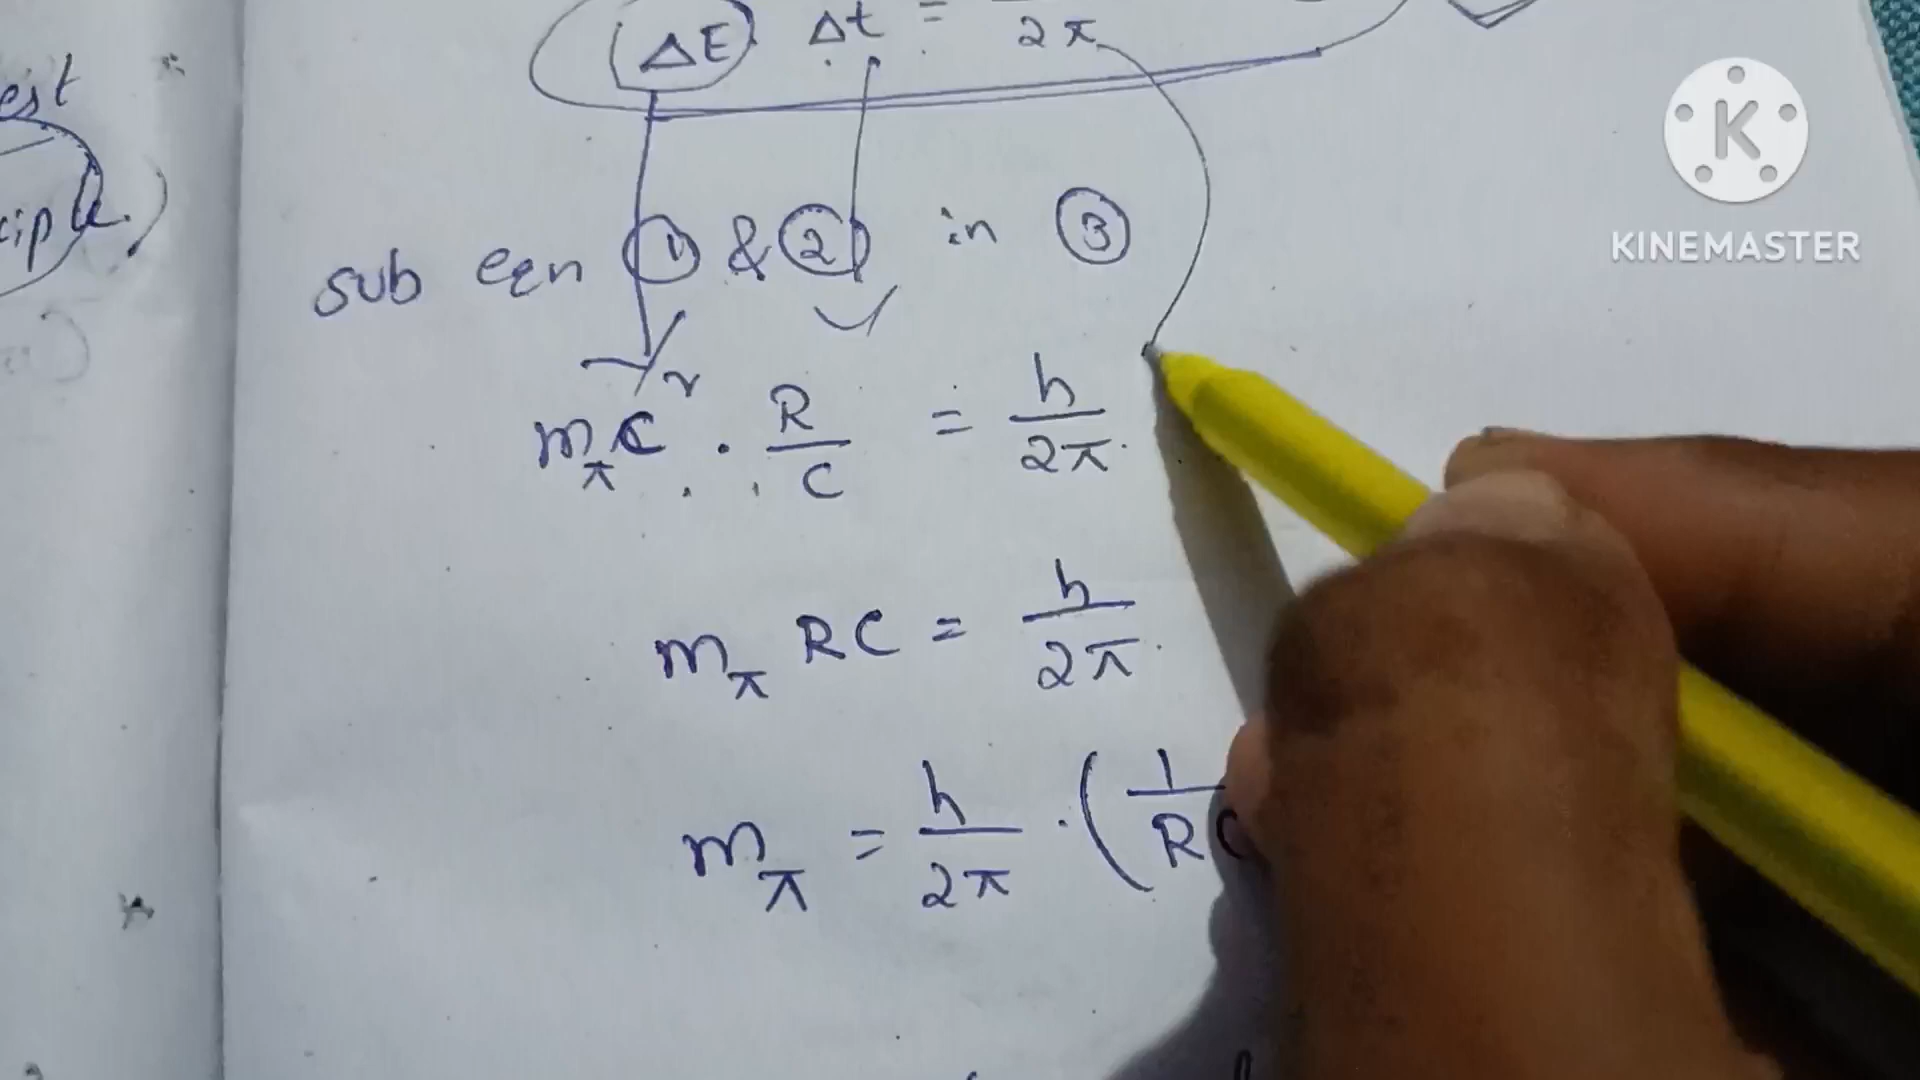 est
ciple.)
ΔE Δt = 2π
sub eqn ① & ② in ③
mπC² . R/C = h/2π
mπ RC = h/2π
mπ = h/2π . (1/RC
K
KINEMASTER